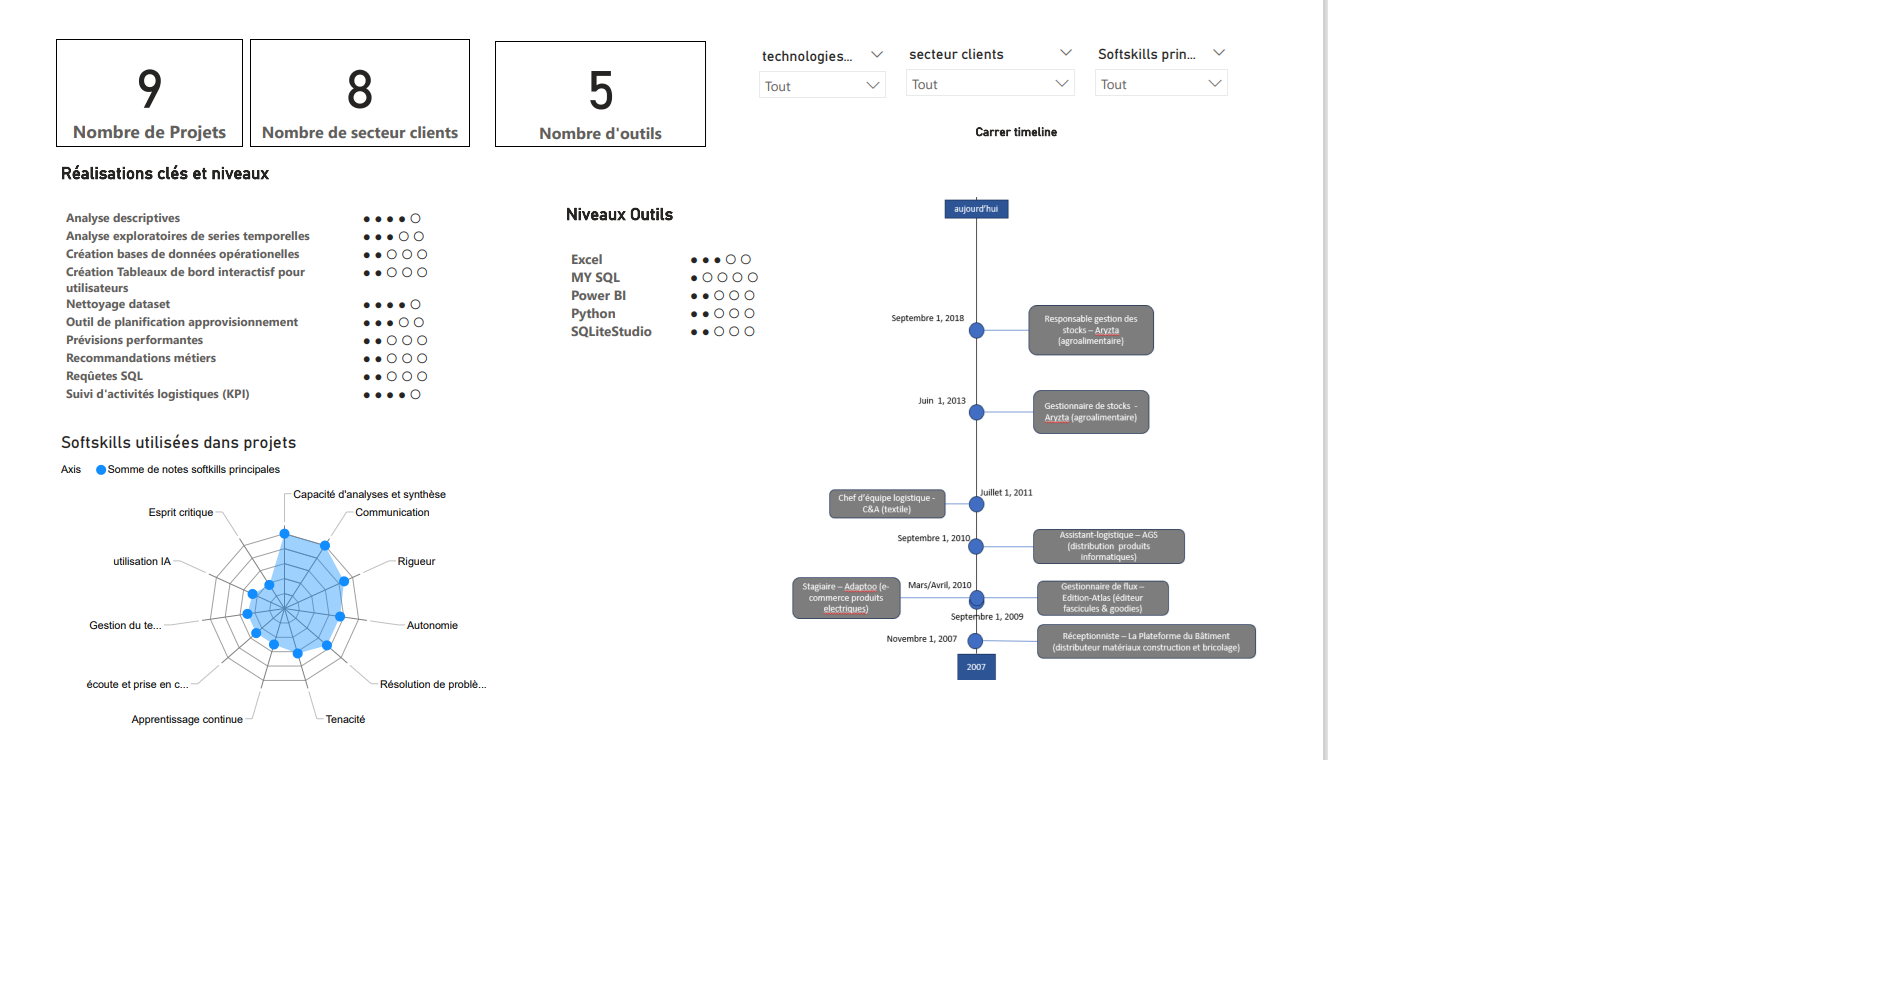 9
Nombre de Projets
8
Nombre de secteur clients
5
Nombre d'outils
technologies...
Tout
secteur clients
Tout
Softskills prin...
Tout
Carrer timeline
Réalisations clés et niveaux
Analyse descriptives ●●●●○
Analyse exploratoires de series temporelles ●●●○○
Création bases de données opérationelles ●●○○○
Création Tableaux de bord interactisf pour ●●○○○
utilisateurs
Nettoyage dataset ●●●●○
Outil de planification approvisionnement ●●●○○
Prévisions performantes ●●○○○
Recommandations métiers ●●○○○
Reqûetes SQL ●●○○○
Suivi d'activités logistiques (KPI) ●●●●○
Niveaux Outils
Excel ●●●○○
MY SQL ●○○○○
Power BI ●●○○○
Python ●●○○○
SQLiteStudio ●●○○○
Softskills utilisées dans projets
Axis
Somme de notes softkills principales
Capacité d'analyses et synthèse
Communication
Rigueur
Autonomie
Résolution de problè...
Tenacité
Apprentissage continue
écoute et prise en c...
Gestion du te...
utilisation IA
Esprit critique
aujourd'hui
Septembre 1, 2018
Responsable gestion des
stocks – Aryzta
(agroalimentaire)
Juin 1, 2013
Gestionnaire de stocks -
Aryzta (agroalimentaire)
Juillet 1, 2011
Chef d'équipe logistique -
C&A (textile)
Septembre 1, 2010
Assistant-logistique – AGS
(distribution produits
informatiques)
Mars/Avril, 2010
Stagiaire – Adaptoo (e-
commerce produits
electriques)
Gestionnaire de flux –
Edition-Atlas (éditeur
fascicules & goodies)
Septembre 1, 2009
Novembre 1, 2007
Réceptionniste – La Plateforme du Bâtiment
(distributeur matériaux construction et bricolage)
2007